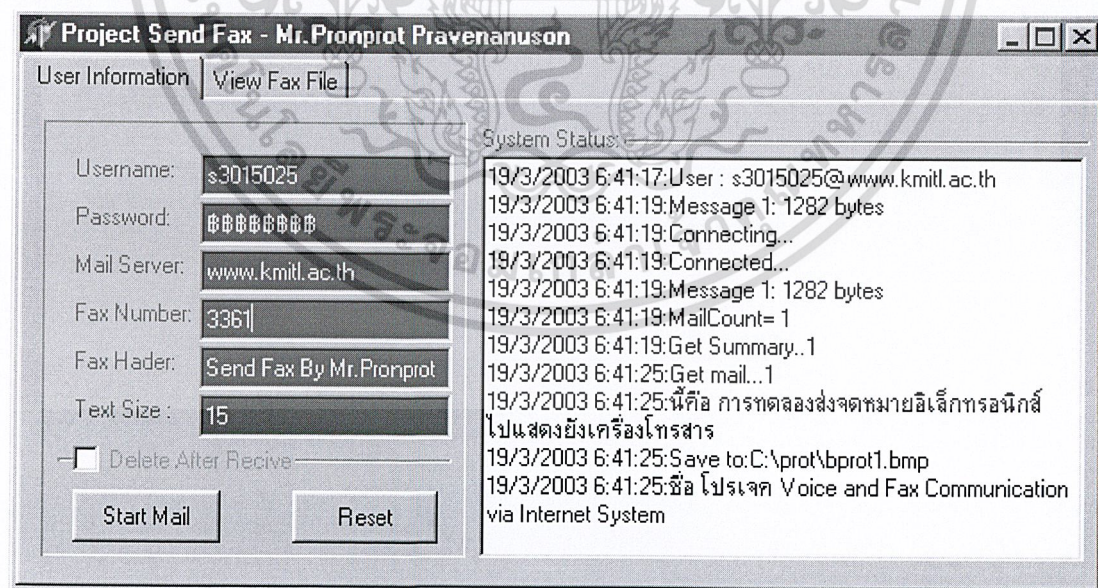 Project Send Fax - Mr.Pronprot Pravenanuson
User Information
View Fax File
Username:
s3015025
Password:
฿฿฿฿฿฿฿฿
Mail Server:
www.kmitl.ac.th
Fax Number:
3361
Fax Hader:
Send Fax By Mr.Pronprot
Text Size :
15
Delete After Recive
Start Mail
Reset
System Status:
19/3/2003 6:41:17:User : s3015025@www.kmitl.ac.th
19/3/2003 6:41:19:Message 1: 1282 bytes
19/3/2003 6:41:19:Connecting...
19/3/2003 6:41:19:Connected...
19/3/2003 6:41:19:Message 1: 1282 bytes
19/3/2003 6:41:19:MailCount= 1
19/3/2003 6:41:19:Get Summary..1
19/3/2003 6:41:25:Get mail...1
19/3/2003 6:41:25:นี้คือ การทดลองส่งจดหมายอิเล็กทรอนิกส์
ไปแสดงยังเครื่องโทรสาร
19/3/2003 6:41:25:Save to:C:\prot\bprot1.bmp
19/3/2003 6:41:25:ชื่อ โปรเจค Voice and Fax Communication
via Internet System